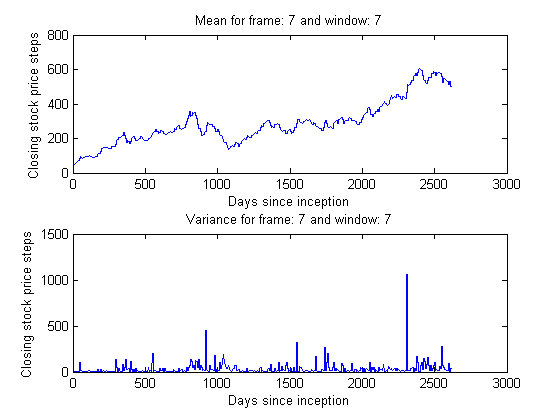 Mean for frame: 7 and window: 7
800
600
400
200
0
Closing stock price steps
0 500 1000 1500 2000 2500 3000
Days since inception
Variance for frame: 7 and window: 7
1500
1000
500
0
Closing stock price steps
0 500 1000 1500 2000 2500 3000
Days since inception